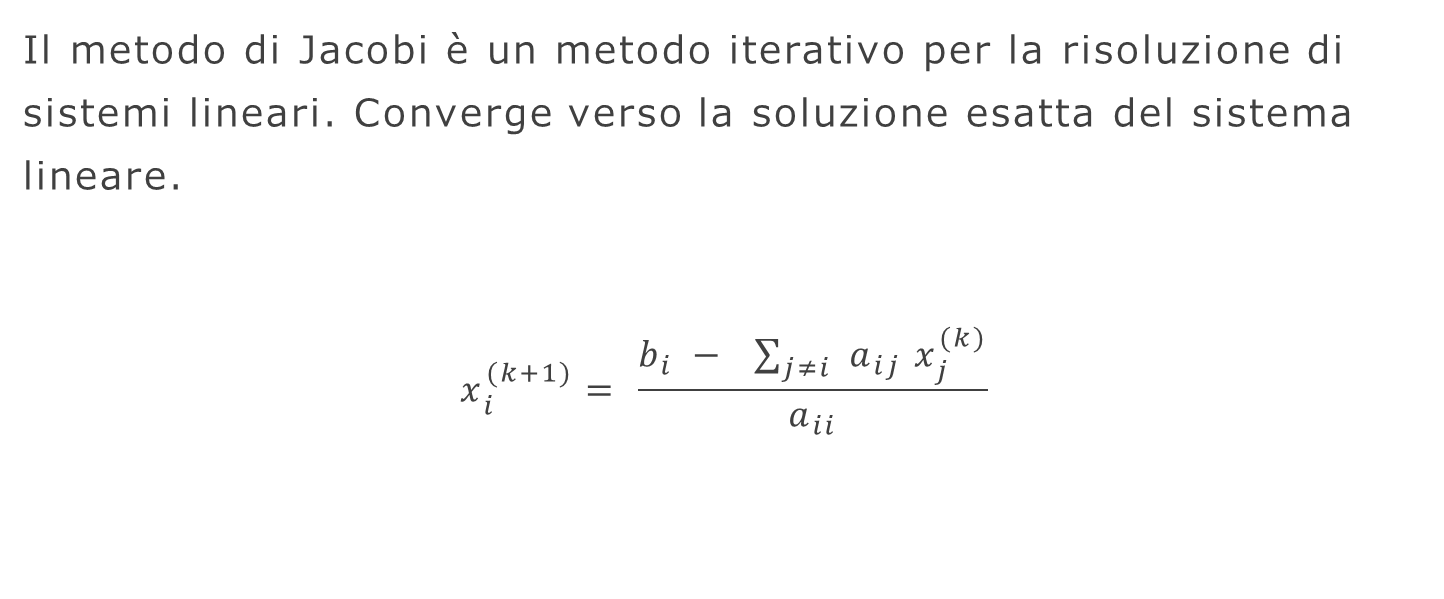 Il metodo di Jacobi è un metodo iterativo per la risoluzione di
sistemi lineari. Converge verso la soluzione esatta del sistema
lineare.
x_i^(k+1) = (b_i − ∑_{j≠i} a_ij x_j^(k)) / a_ii